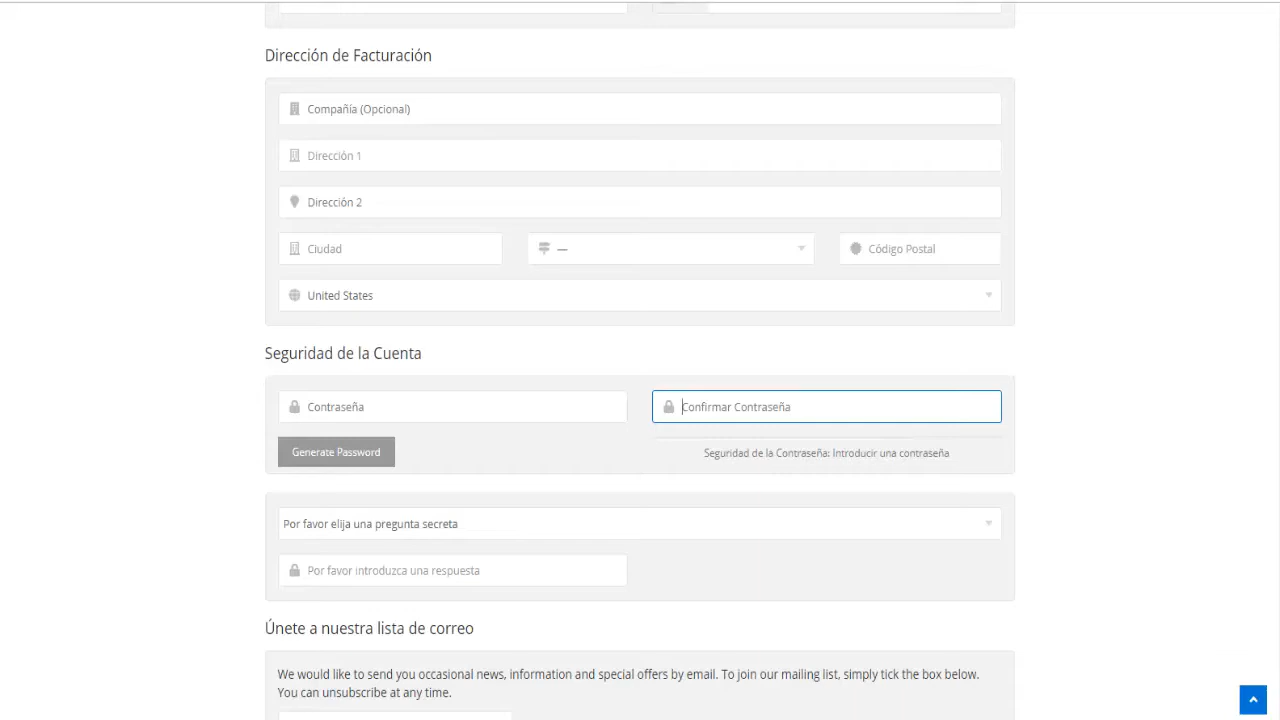 Dirección de Facturación
Compañía (Opcional)
Dirección 1
Dirección 2
Ciudad
—
Código Postal
United States
Seguridad de la Cuenta
Contraseña
Confirmar Contraseña
Generate Password
Seguridad de la Contraseña: Introducir una contraseña
Por favor elija una pregunta secreta
Por favor introduzca una respuesta
Únete a nuestra lista de correo
We would like to send you occasional news, information and special offers by email. To join our mailing list, simply tick the box below.
You can unsubscribe at any time.